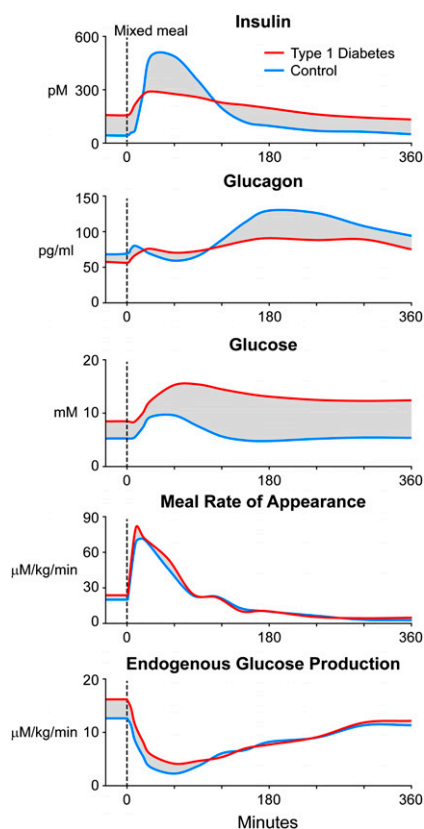 Insulin
Mixed meal
600
Type 1 Diabetes
Control
pM 300
0
0 180 360
Glucagon
150
100
pg/ml
50
0
0 180 360
Glucose
20
mM 10
0
0 180 360
Meal Rate of Appearance
90
60
μM/kg/min
30
0
0 180 360
Endogenous Glucose Production
20
μM/kg/min 10
0
0 180 360
Minutes